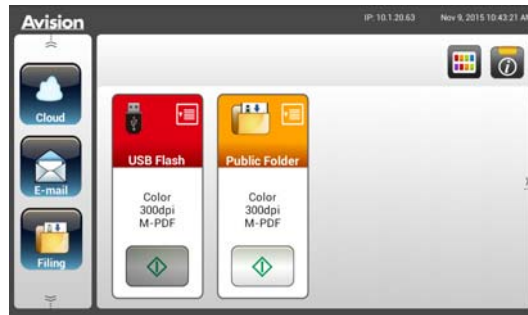 Avision
IP: 10.1.20.63 Nov 9, 2015 10:43:21 AM
Cloud
E-mail
Filing
USB Flash
Color
300dpi
M-PDF
Public Folder
Color
300dpi
M-PDF